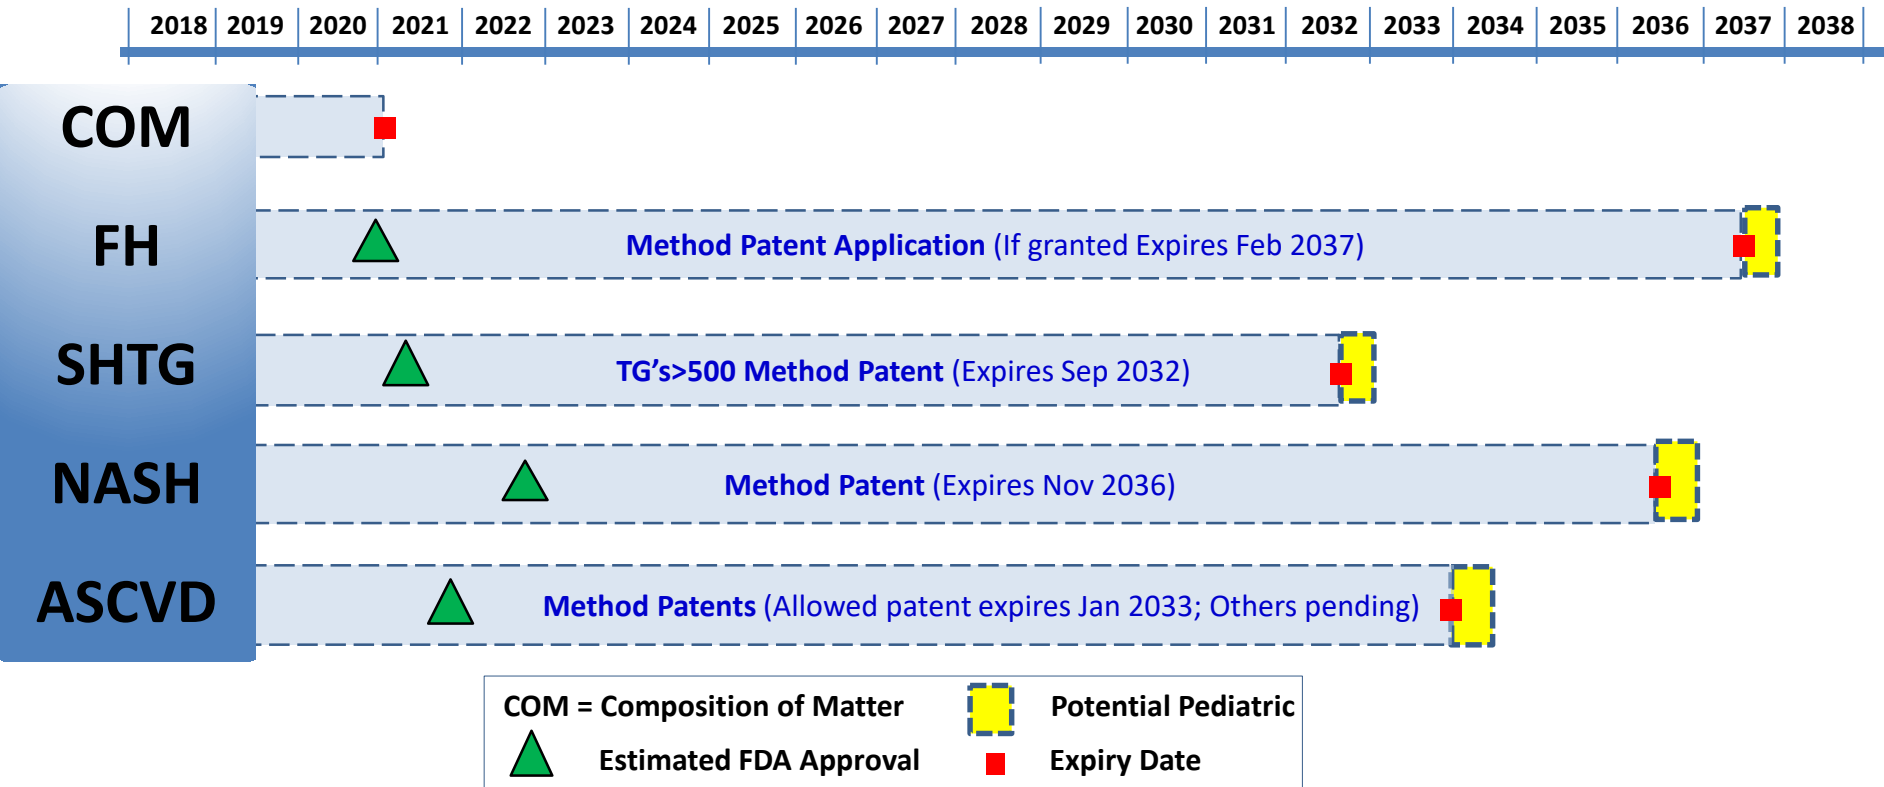 2018 2019 2020 2021 2022 2023 2024 2025 2026 2027 2028 2029 2030 2031 2032 2033 2034 2035 2036 2037 2038
COM
FH
Method Patent Application (If granted Expires Feb 2037)
SHTG
TG's>500 Method Patent (Expires Sep 2032)
NASH
Method Patent (Expires Nov 2036)
ASCVD
Method Patents (Allowed patent expires Jan 2033; Others pending)
COM = Composition of Matter
Potential Pediatric
Estimated FDA Approval
Expiry Date